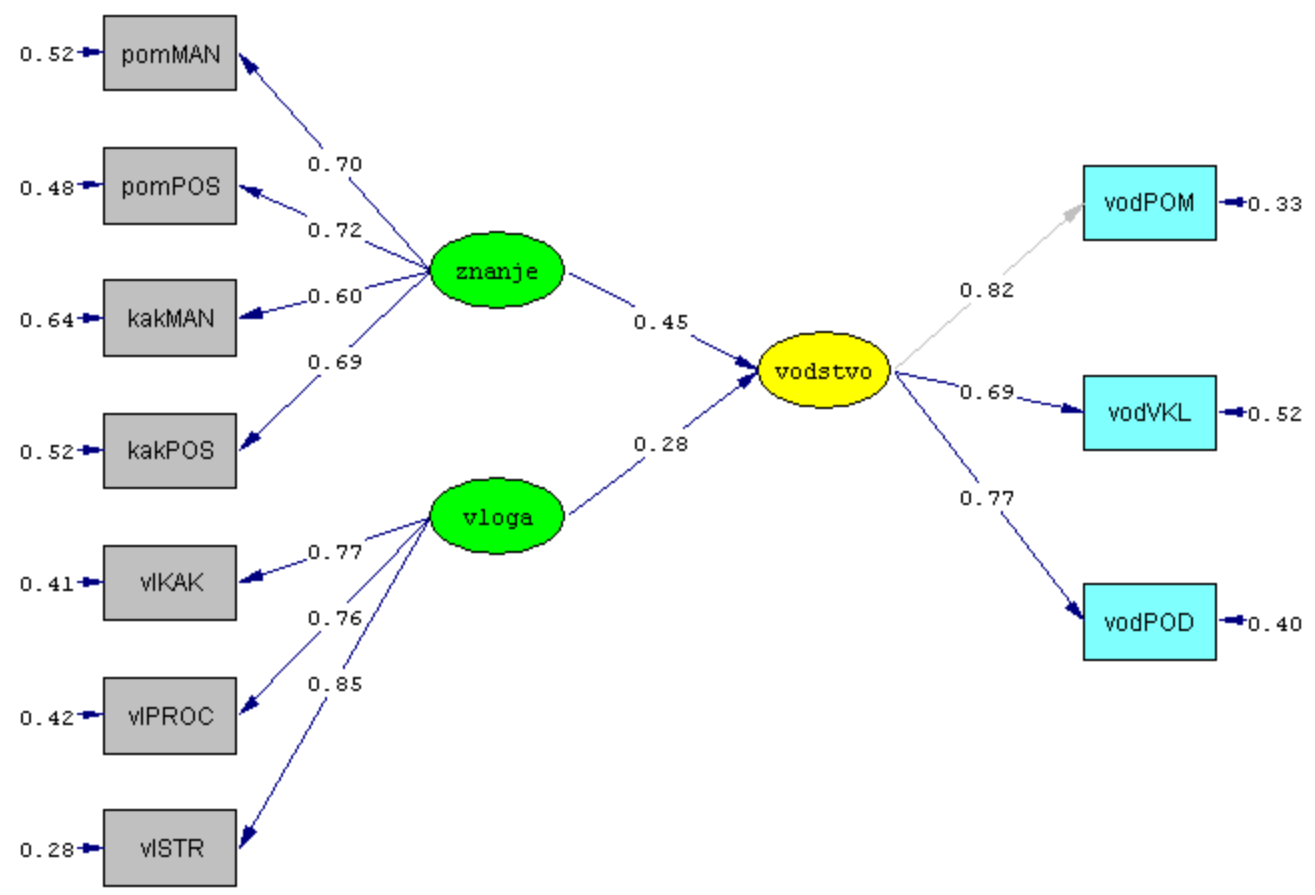 0.52 pomMAN
0.70
0.48 pomPOS
0.72
0.64 kakMAN
0.60
0.69
0.52 kakPOS
znanje
0.45
0.41 vlKAK
0.77
0.42 vlPROC
0.76
0.85
0.28 vlSTR
vloga
0.28
vodstvo
0.82
vodPOM 0.33
0.69
vodVKL 0.52
0.77
vodPOD 0.40